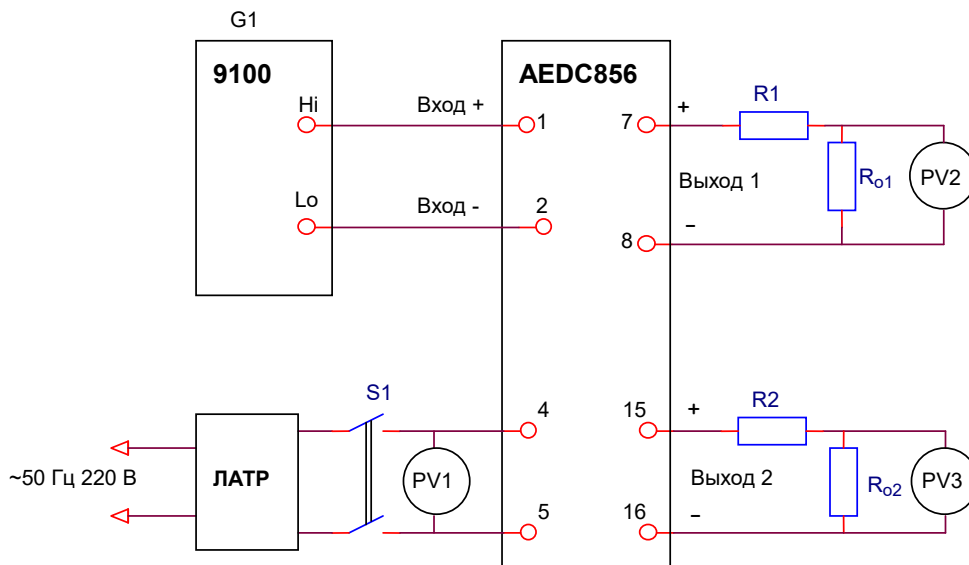 G1
9100
AEDC856
Hi
Вход +
1
7
+
R1
Выход 1
Ro1
PV2
Lo
Вход -
2
8
–
S1
4
15
+
R2
~50 Гц 220 В
ЛАТР
PV1
Выход 2
Ro2
PV3
5
16
–